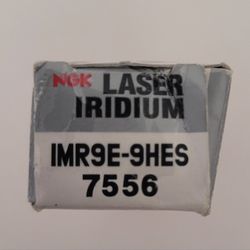 NGK LASER
IRIDIUM
IMR9E-9HES
7556